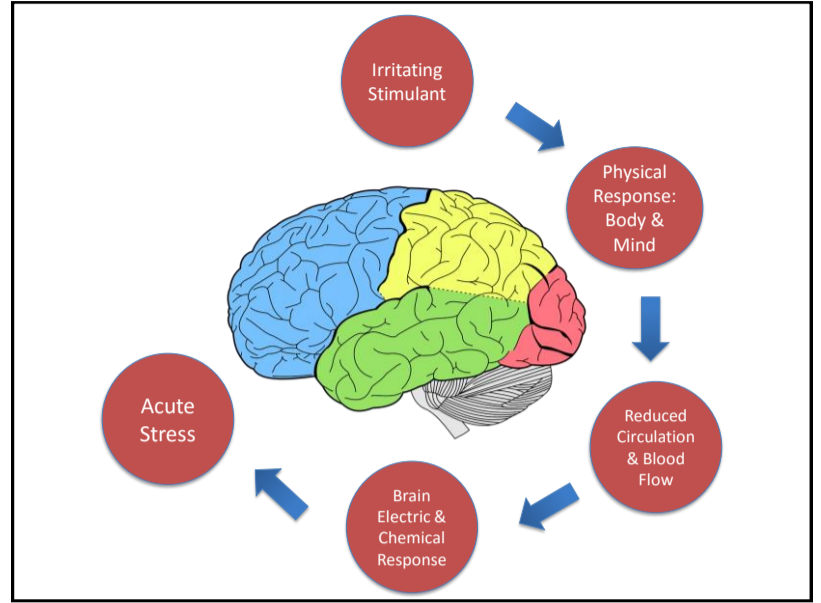 Irritating
Stimulant
Physical
Response:
Body &
Mind
Reduced
Circulation
& Blood
Flow
Brain
Electric &
Chemical
Response
Acute
Stress